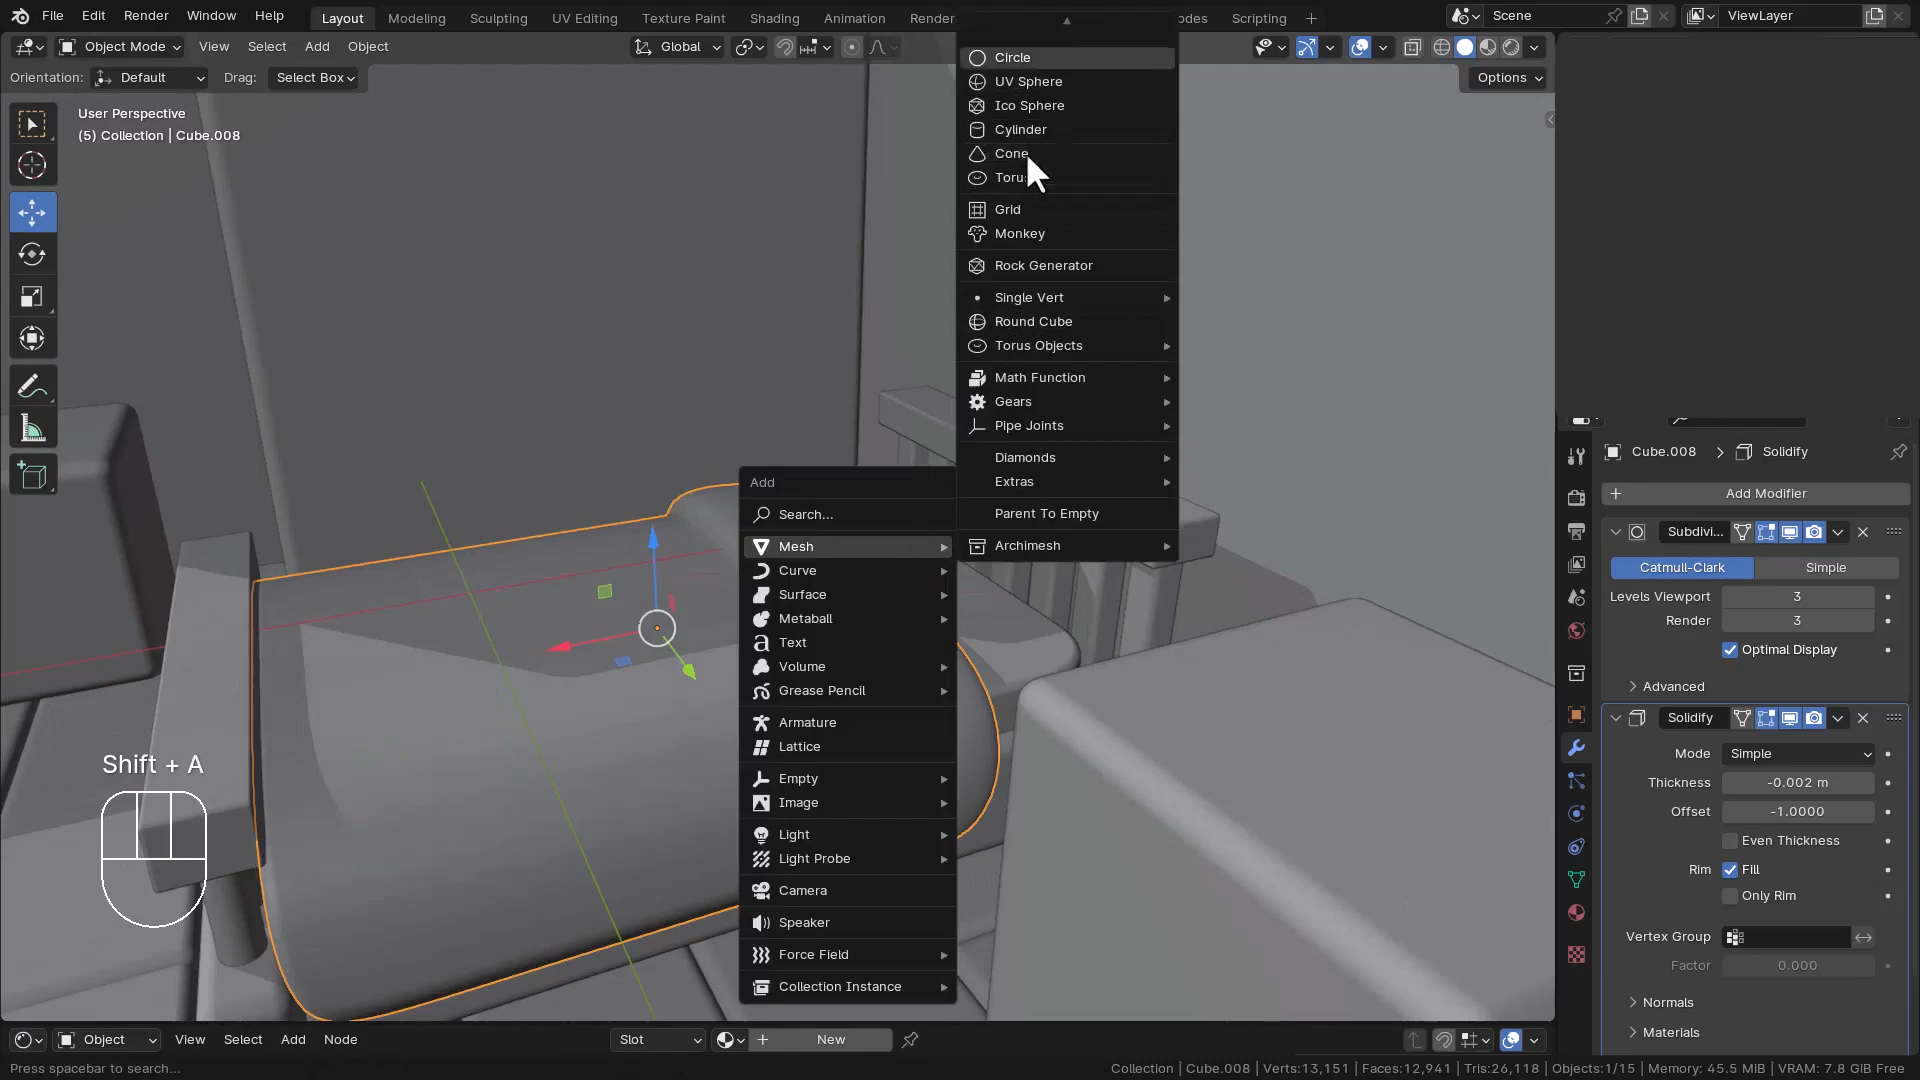 File Edit Render Window Help Layout Modeling Sculpting UV Editing Texture Paint Shading Animation Scripting Scene ViewLayer
Object Mode View Select Add Object Global
Orientation: Default Drag: Select Box Options
User Perspective
(5) Collection | Cube.008
Circle
UV Sphere
Ico Sphere
Cylinder
Cone
Grid
Monkey
Rock Generator
Single Vert
Round Cube
Torus Objects
Math Function
Gears
Pipe Joints
Diamonds
Extras
Parent To Empty
Archimesh
Add
Search...
Mesh
Curve
Surface
Metaball
Text
Volume
Grease Pencil
Armature
Lattice
Empty
Image
Light
Light Probe
Camera
Speaker
Force Field
Collection Instance
Shift + A
Cube.008 Solidify
Add Modifier
Subdivi...
Catmull-Clark Simple
Levels Viewport 3
Render 3
Optimal Display
Advanced
Solidify
Mode Simple
Thickness -0.002 m
Offset -1.0000
Even Thickness
Rim Fill
Only Rim
Vertex Group
Factor 0.000
Normals
Materials
Object View Select Add Node Slot New
Press spacebar to search...
Collection | Cube.008 | Verts:13,151 | Faces:12,941 | Tris:26,118 | Objects:1/15 | Memory: 45.5 MiB | VRAM: 7.8 GiB Free